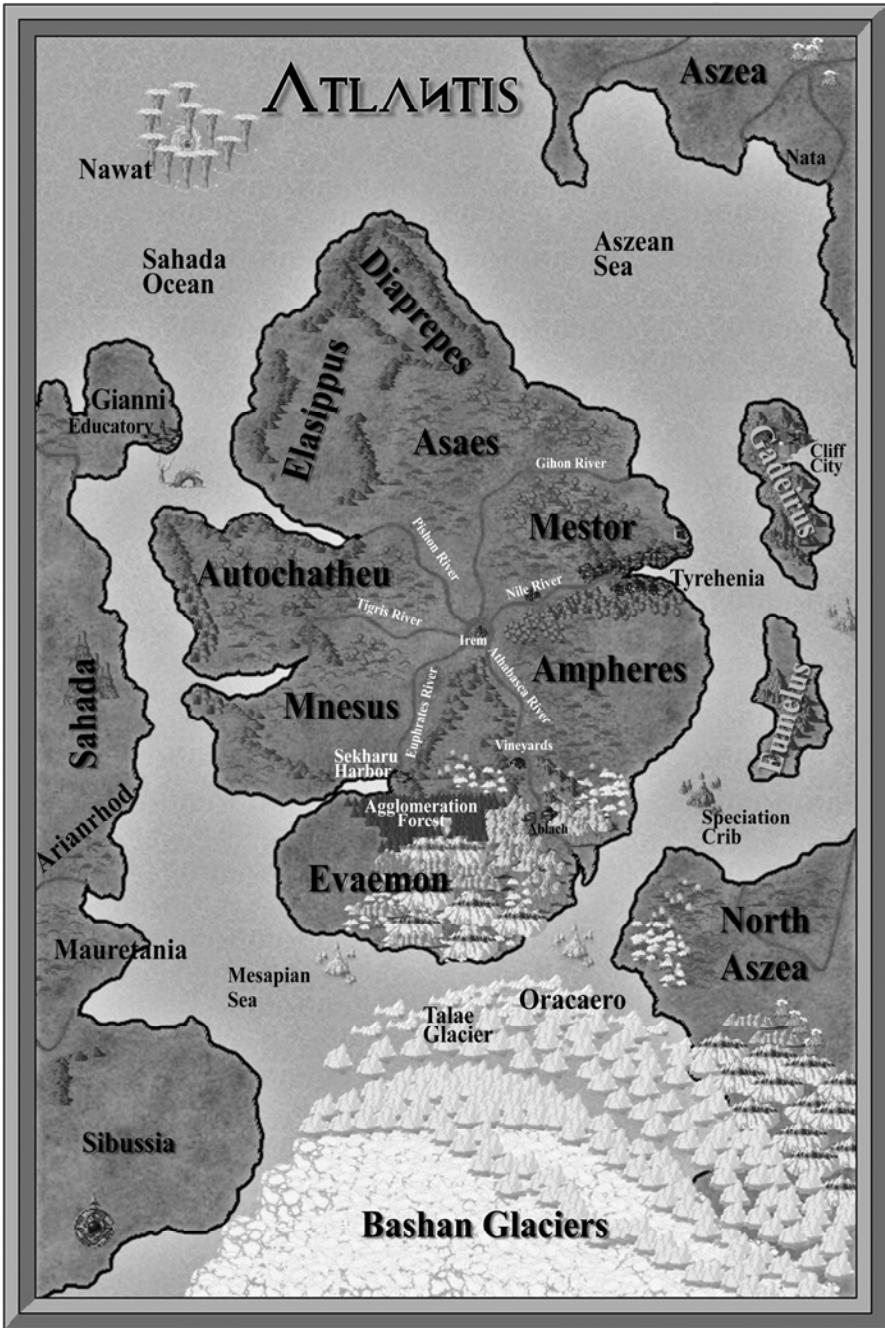 ATLANTIS
Aszea
Nawat
Nata
Sahada
Ocean
Aszean
Sea
Diaprepes
Elasippus
Gianni
Educatory
Asaes
Gadeirus
Cliff
City
Gihon River
Pishon River
Mestor
Autochatheu
Nile River
Tyrehenia
Tigris River
Irem
Athabasca River
Ampheres
Sahada
Mnesus
Euphrates River
Eumelus
Sekharu
Harbor
Vineyards
Agglomeration
Forest
Ablach
Speciation
Crib
Arianrhod
Evaemon
North
Aszea
Mauretania
Mesapian
Sea
Oracaero
Talae
Glacier
Sibussia
Bashan Glaciers